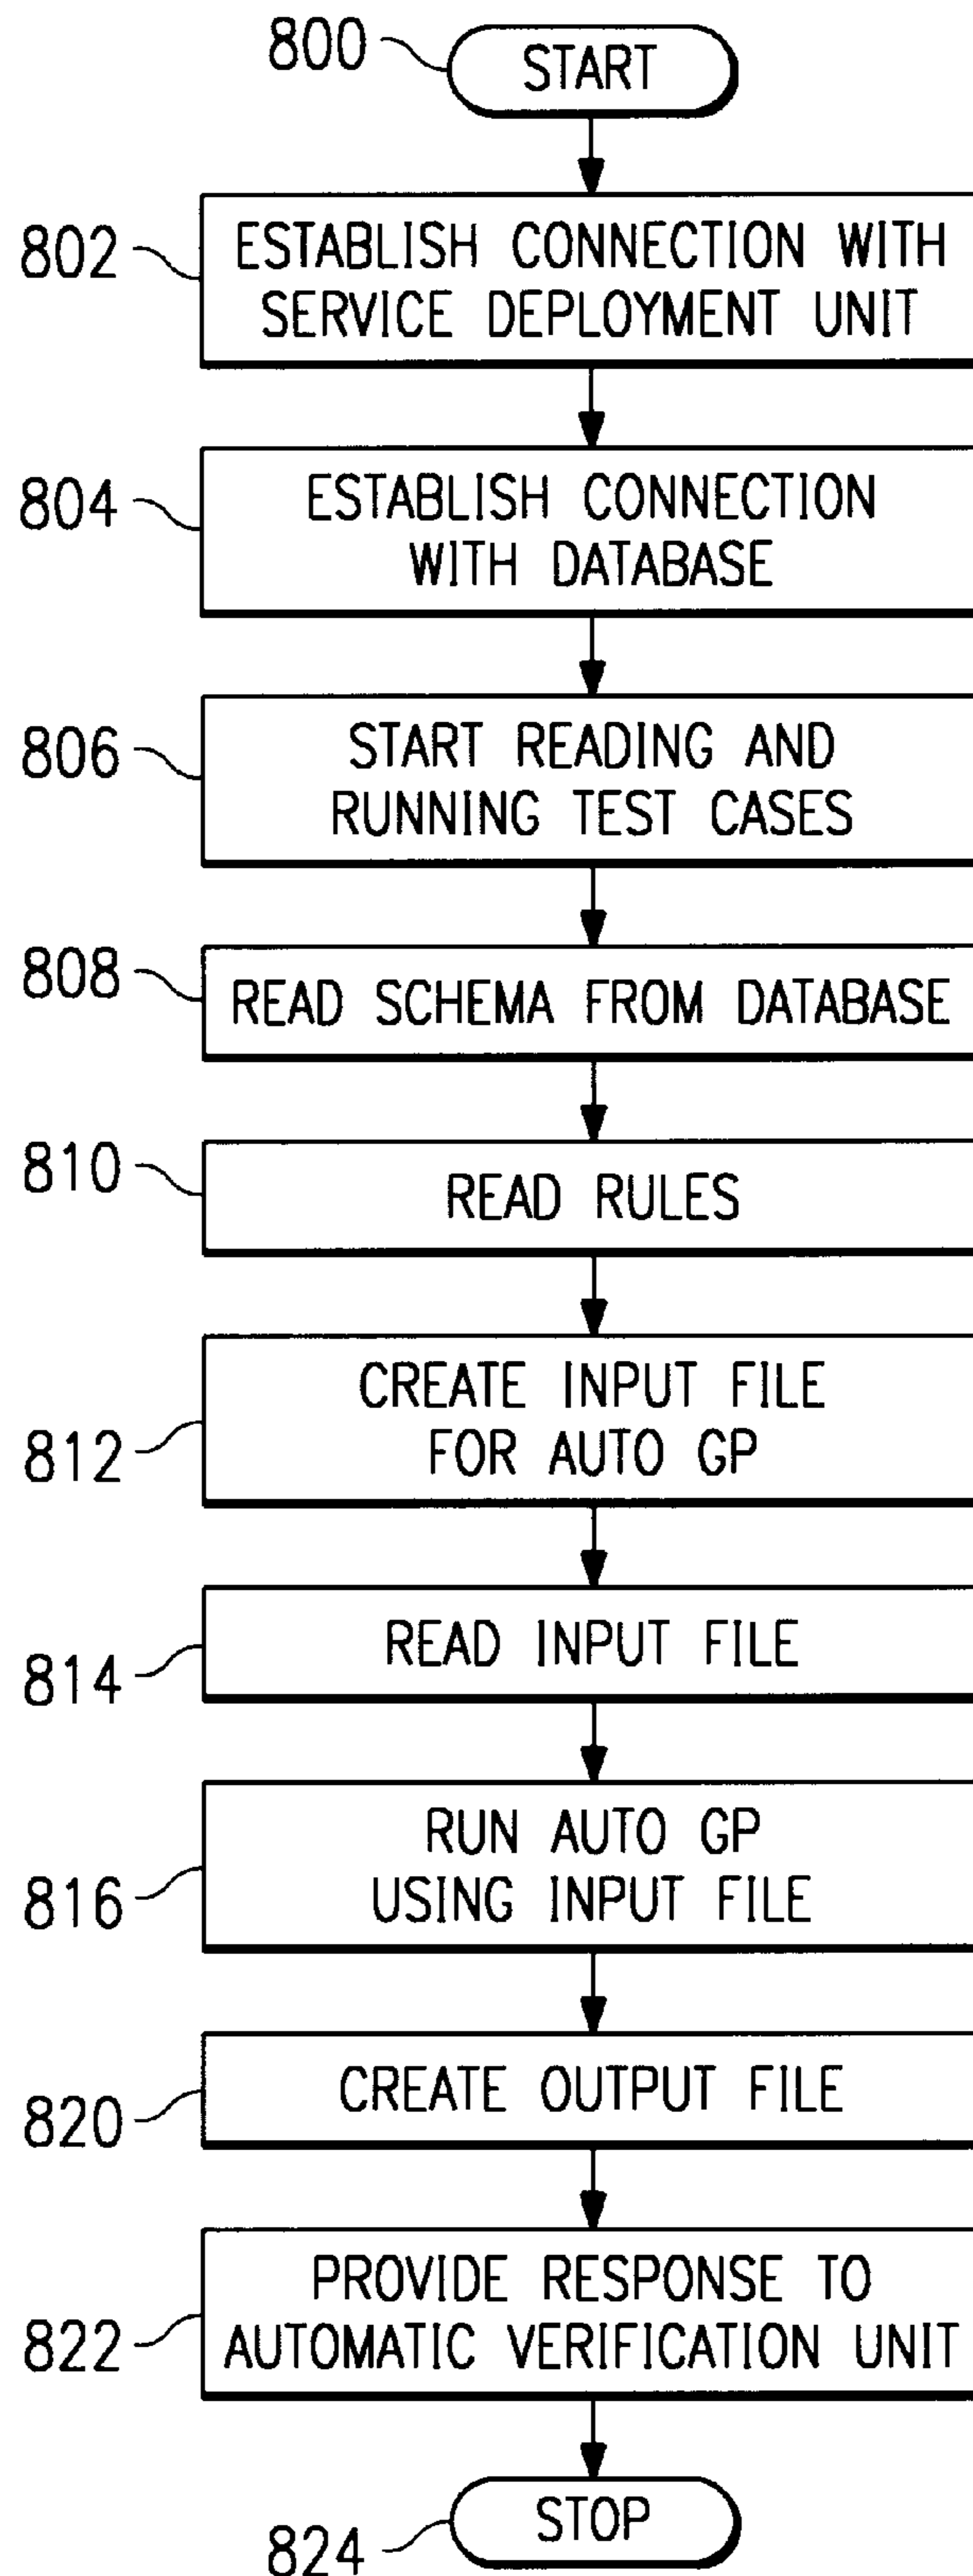 800
START
802
ESTABLISH CONNECTION WITH
SERVICE DEPLOYMENT UNIT
804
ESTABLISH CONNECTION
WITH DATABASE
806
START READING AND
RUNNING TEST CASES
808
READ SCHEMA FROM DATABASE
810
READ RULES
812
CREATE INPUT FILE
FOR AUTO GP
814
READ INPUT FILE
816
RUN AUTO GP
USING INPUT FILE
820
CREATE OUTPUT FILE
822
PROVIDE RESPONSE TO
AUTOMATIC VERIFICATION UNIT
824
STOP